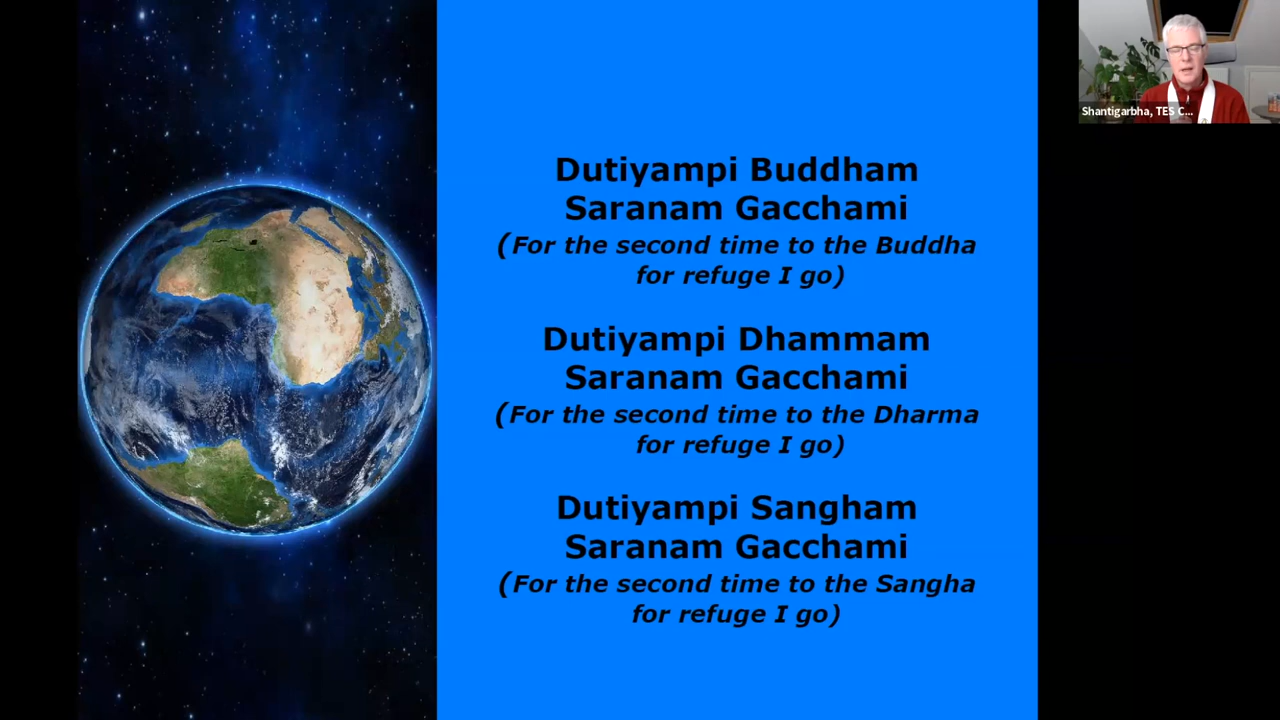 Dutiyampi Buddham
Saranam Gacchami
(For the second time to the Buddha
for refuge I go)
Dutiyampi Dhammam
Saranam Gacchami
(For the second time to the Dharma
for refuge I go)
Dutiyampi Sangham
Saranam Gacchami
(For the second time to the Sangha
for refuge I go)
Shantigarbha, TES C...